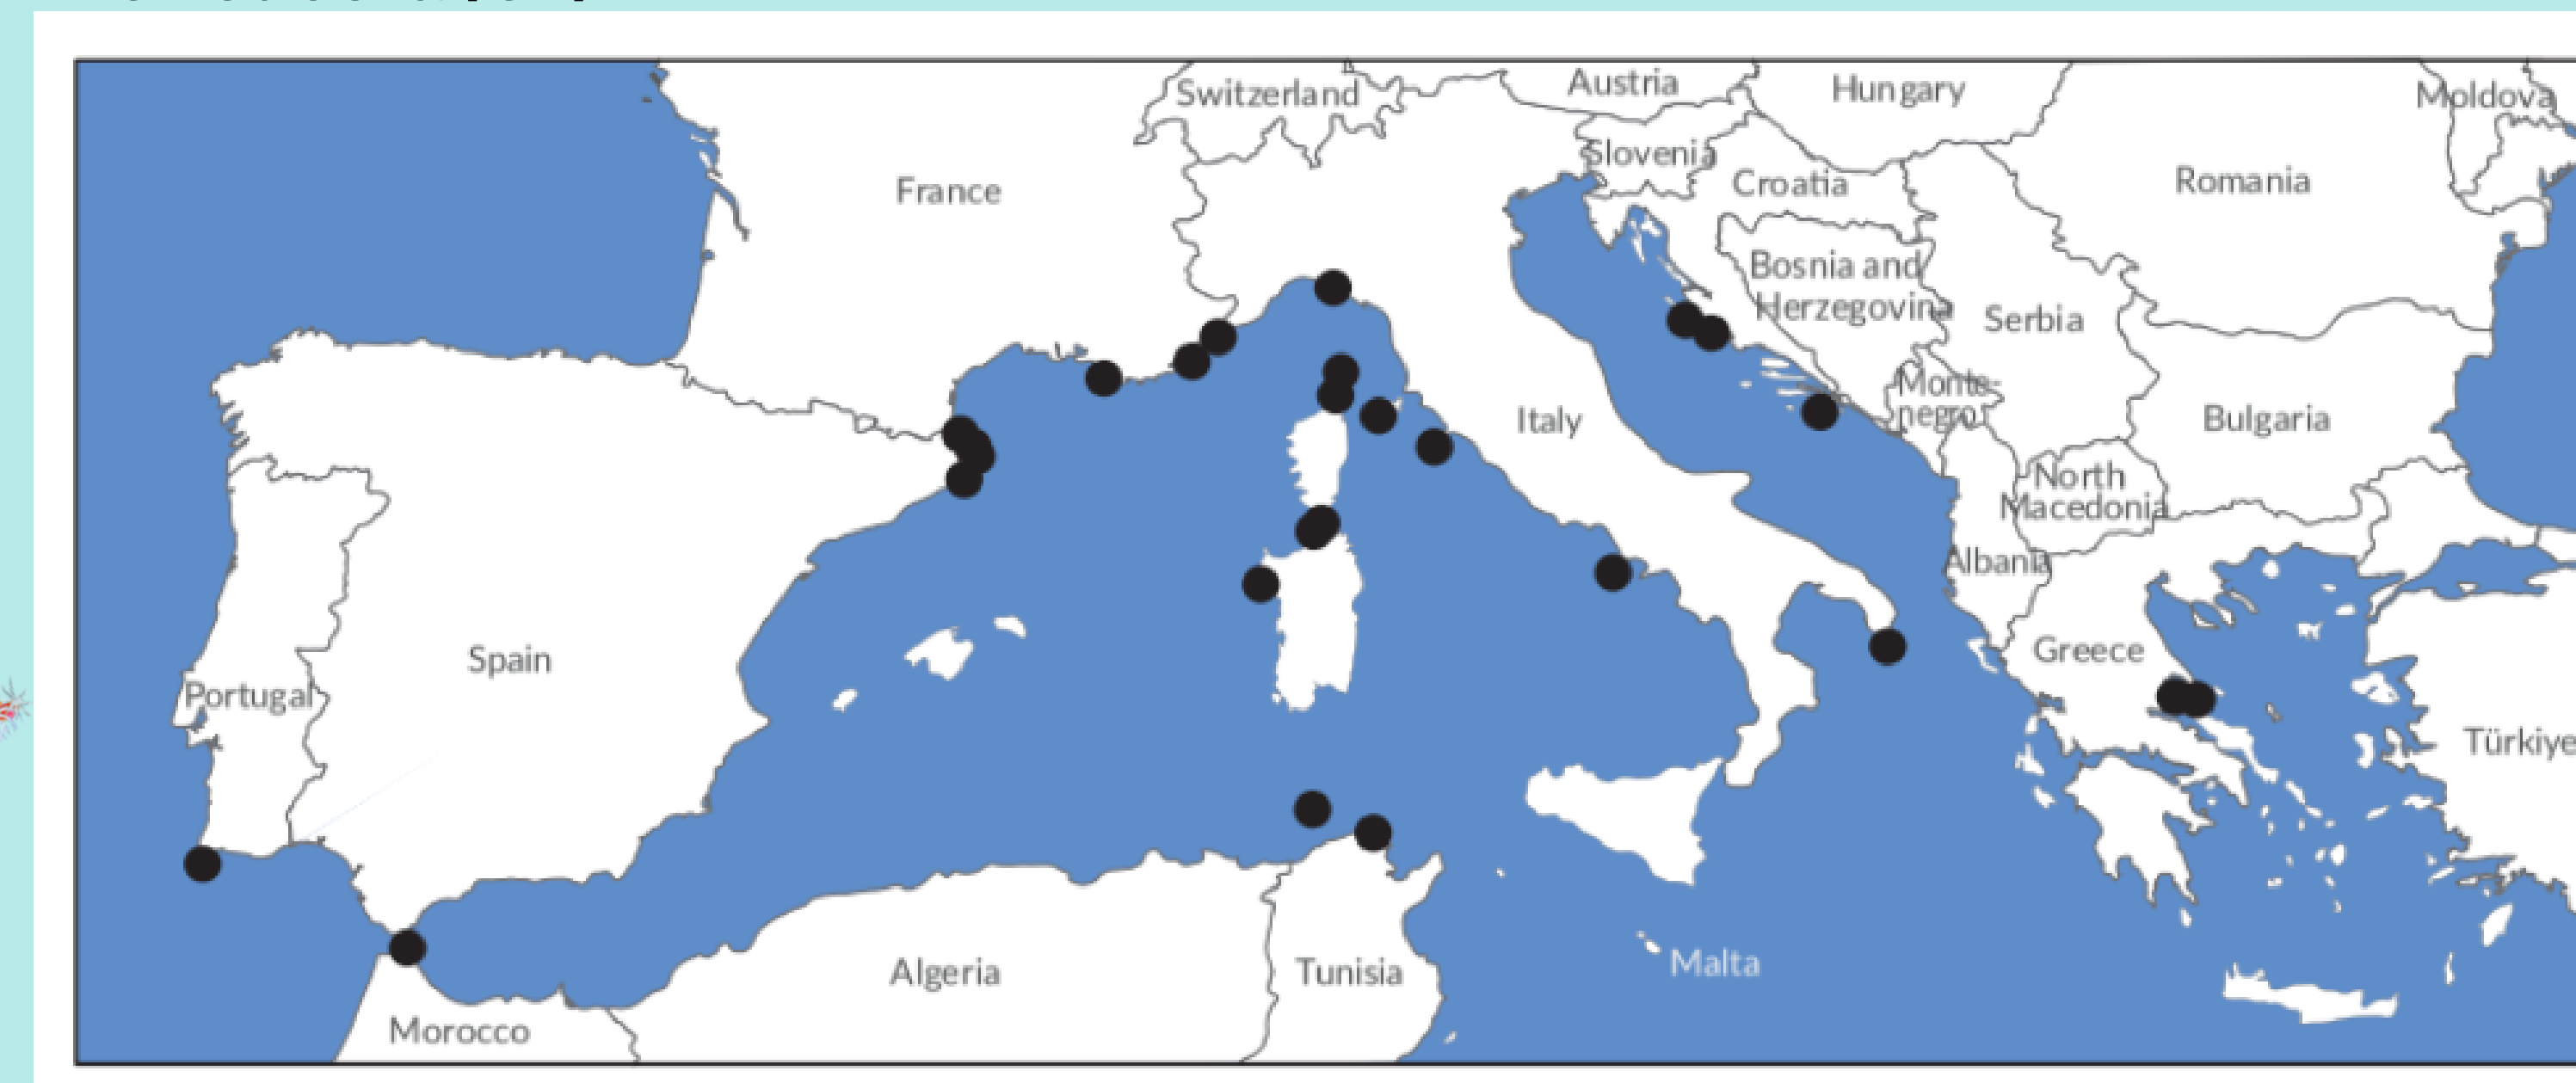 Switzerland
Austria
Hungary
Moldova
Slovenia
Croatia
France
Romania
Bosnia and
Herzegovina
Serbia
Monte-
negro
Italy
Bulgaria
North
Macedonia
Albania
Spain
Portugal
Greece
Türkiye
Malta
Algeria
Tunisia
Morocco